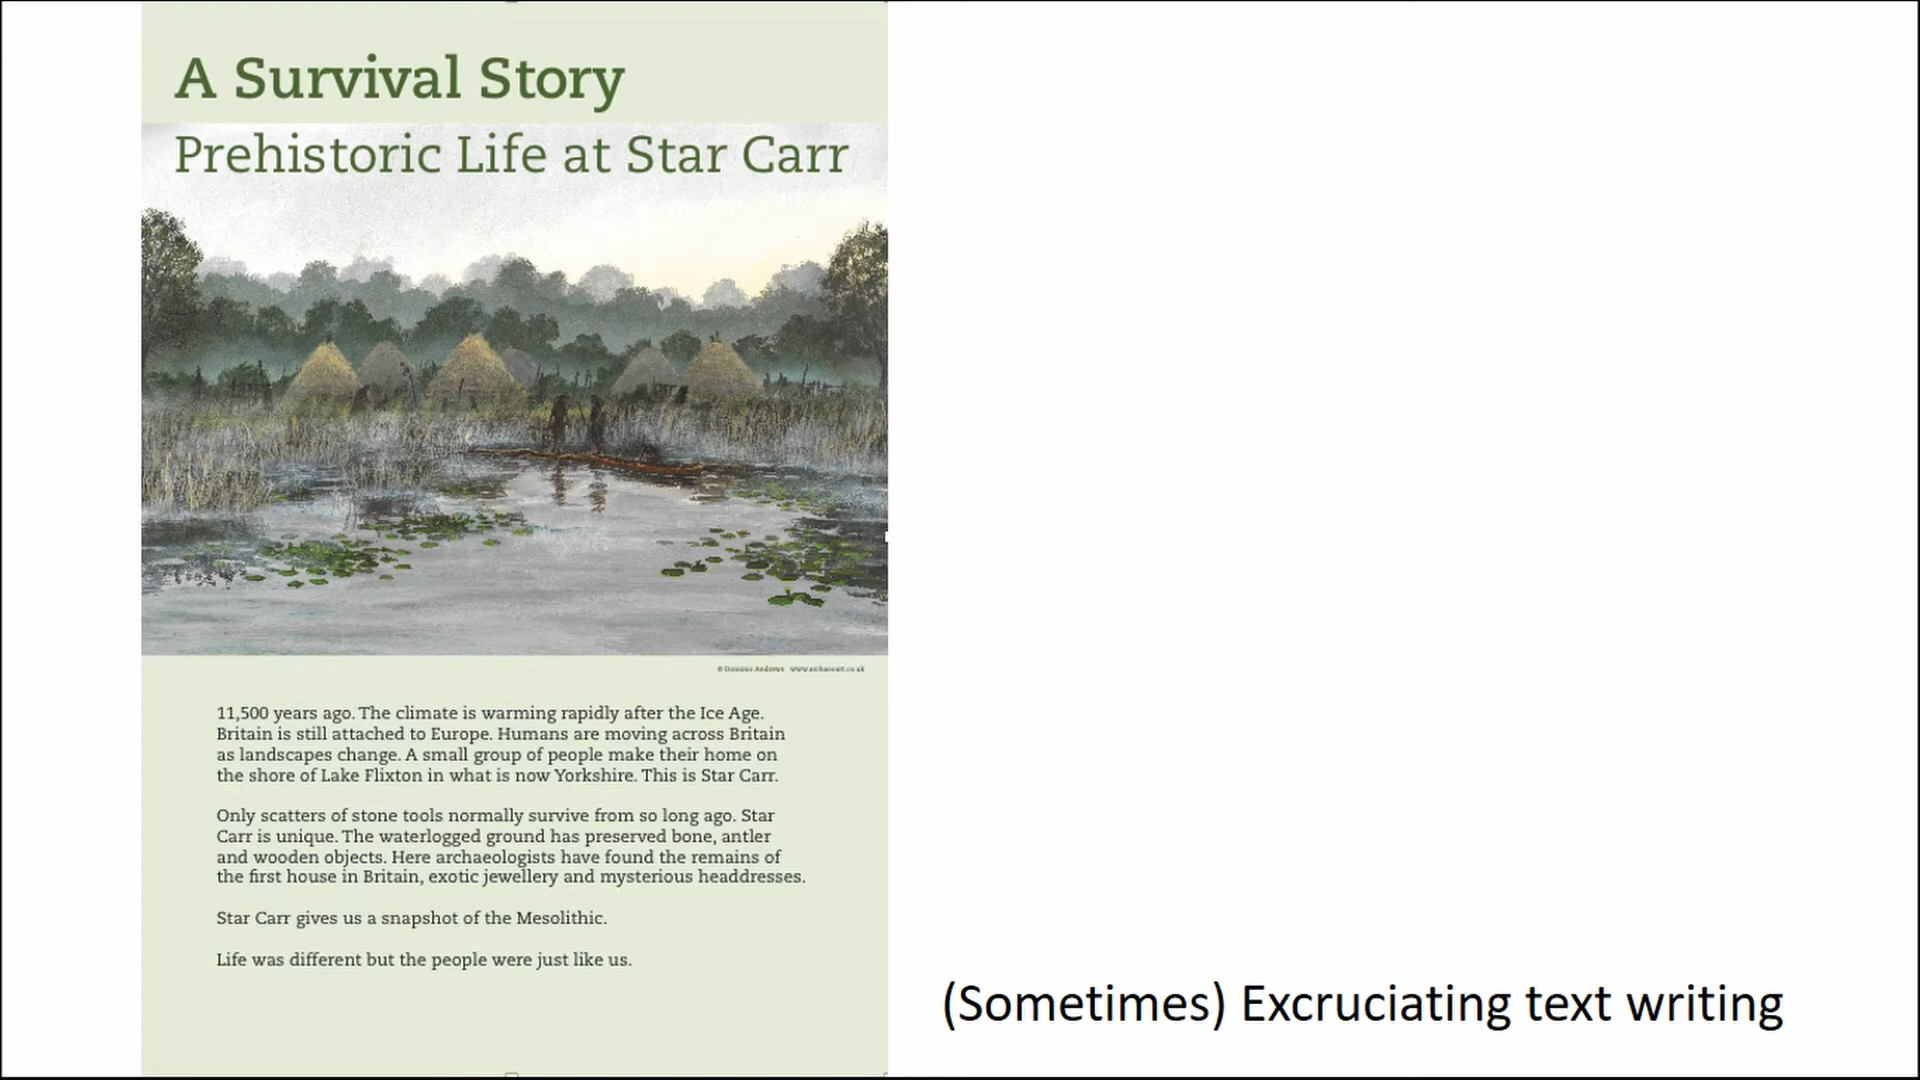 A Survival Story
Prehistoric Life at Star Carr
© Dominic Andrews www.archaeoart.co.uk
11,500 years ago. The climate is warming rapidly after the Ice Age.
Britain is still attached to Europe. Humans are moving across Britain
as landscapes change. A small group of people make their home on
the shore of Lake Flixton in what is now Yorkshire. This is Star Carr.
Only scatters of stone tools normally survive from so long ago. Star
Carr is unique. The waterlogged ground has preserved bone, antler
and wooden objects. Here archaeologists have found the remains of
the first house in Britain, exotic jewellery and mysterious headdresses.
Star Carr gives us a snapshot of the Mesolithic.
Life was different but the people were just like us.
(Sometimes) Excruciating text writing